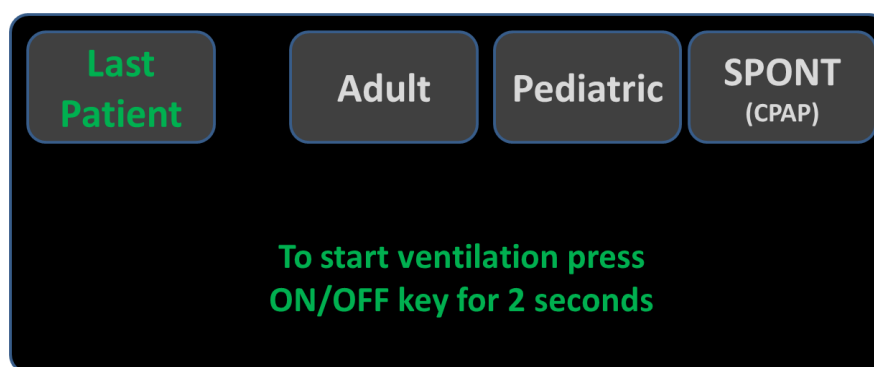 Last
Patient
Adult
Pediatric
SPONT
(CPAP)
To start ventilation press
ON/OFF key for 2 seconds